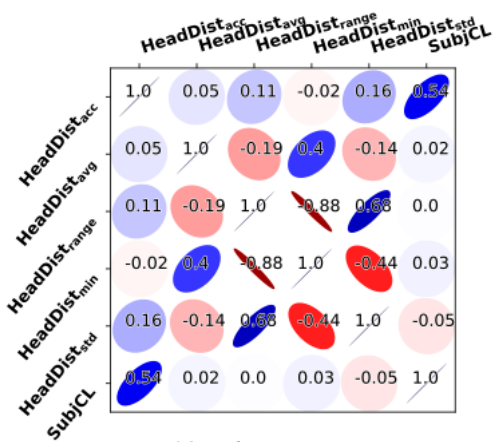 HeadDist_acc HeadDist_avg HeadDist_range HeadDist_min HeadDist_std SubjCL
HeadDist_acc 1.0 0.05 0.11 -0.02 0.16 0.54
HeadDist_avg 0.05 1.0 -0.19 0.4 -0.14 0.02
HeadDist_range 0.11 -0.19 1.0 -0.88 0.68 0.0
HeadDist_min -0.02 0.4 -0.88 1.0 -0.44 0.03
HeadDist_std 0.16 -0.14 0.68 -0.44 1.0 -0.05
SubjCL 0.54 0.02 0.0 0.03 -0.05 1.0